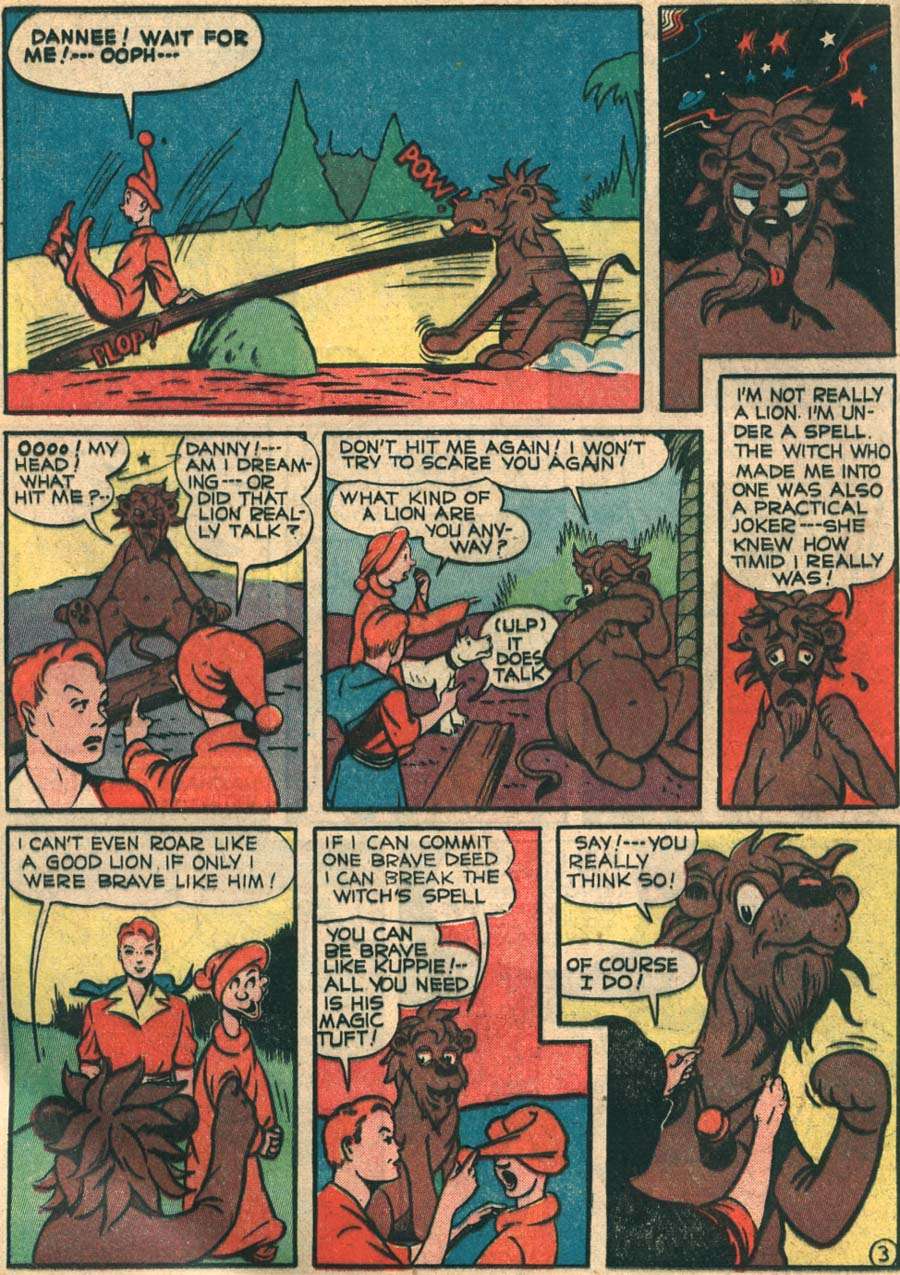 DANNEE! WAIT FOR
ME!--- OOPH---
POW!
PLOP!
OOOO! MY
HEAD!
WHAT
HIT ME?--
DANNY!---
AM I DREAM-
ING--- OR
DID THAT
LION REAL-
LY TALK?
DON'T HIT ME AGAIN! I WON'T
TRY TO SCARE YOU AGAIN!
WHAT KIND OF
A LION ARE
YOU ANY-
WAY?
(ULP)
IT
DOES
TALK
I'M NOT REALLY
A LION. I'M UN-
DER A SPELL.
THE WITCH WHO
MADE ME INTO
ONE WAS ALSO
A PRACTICAL
JOKER---SHE
KNEW HOW
TIMID I REALLY
WAS!
I CAN'T EVEN ROAR LIKE
A GOOD LION. IF ONLY I
WERE BRAVE LIKE HIM!
IF I CAN COMMIT
ONE BRAVE DEED
I CAN BREAK THE
WITCH'S SPELL
YOU CAN
BE BRAVE
LIKE KUPPIE!--
ALL YOU NEED
IS HIS
MAGIC
TUFT!
SAY!---YOU
REALLY
THINK SO!
OF COURSE
I DO!
3